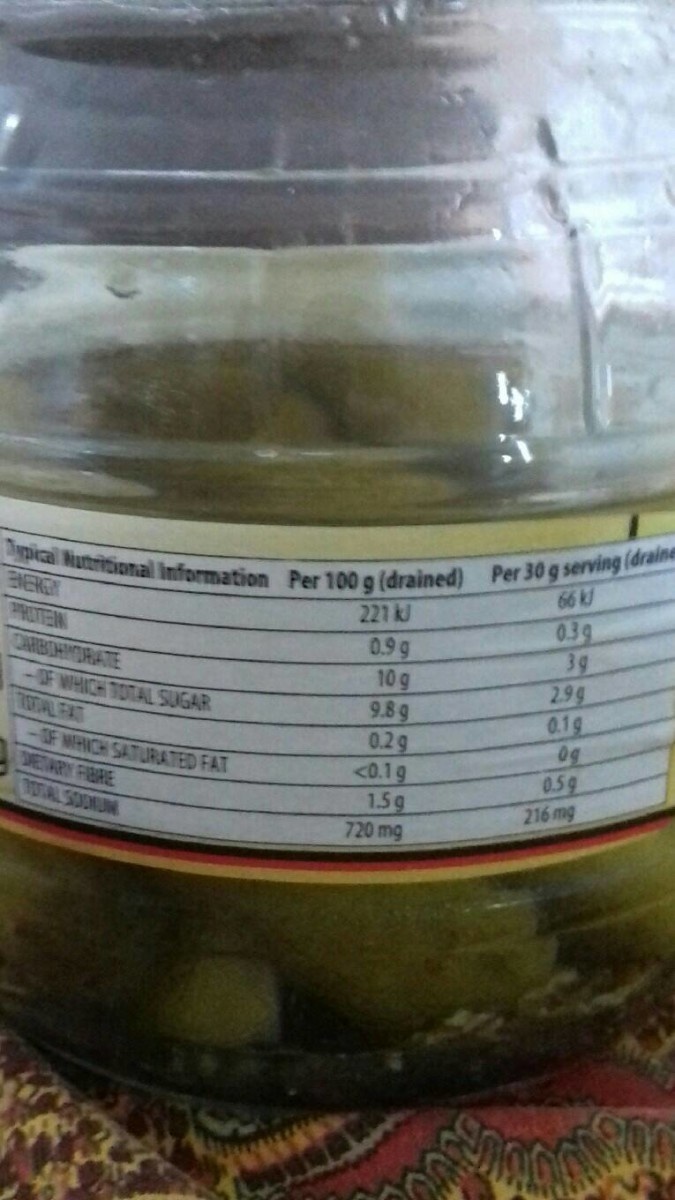 Typical Nutritional Information Per 100 g (drained) Per 30 g serving (draine
ENERGY 221 kJ 66 kJ
PROTEIN 0.9 g 0.3 g
CARBOHYDRATE 10 g 3 g
- OF WHICH TOTAL SUGAR 9.8 g 2.9 g
TOTAL FAT 0.2 g 0.1 g
- OF WHICH SATURATED FAT <0.1 g 0 g
DIETARY FIBRE 1.5 g 0.5 g
TOTAL SODIUM 720 mg 216 mg